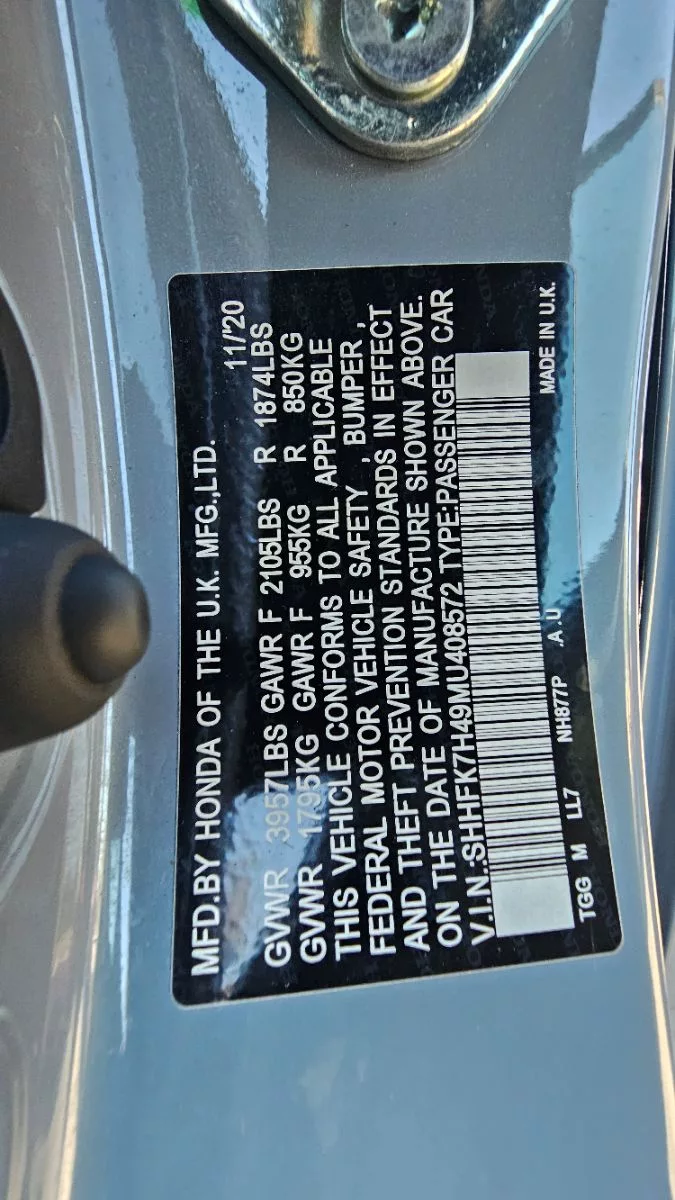 MFD.BY HONDA OF THE U.K. MFG.,LTD. 11/'20
GVWR 3957LBS GAWR F 2105LBS R 1874LBS
GVWR 1795KG GAWR F 955KG R 850KG
THIS VEHICLE CONFORMS TO ALL APPLICABLE
FEDERAL MOTOR VEHICLE SAFETY, BUMPER,
AND THEFT PREVENTION STANDARDS IN EFFECT
ON THE DATE OF MANUFACTURE SHOWN ABOVE.
V.I.N.:SHHFK7H49MU408572 TYPE:PASSENGER CAR
TGG M LL7 NH877P .A.U MADE IN U.K.